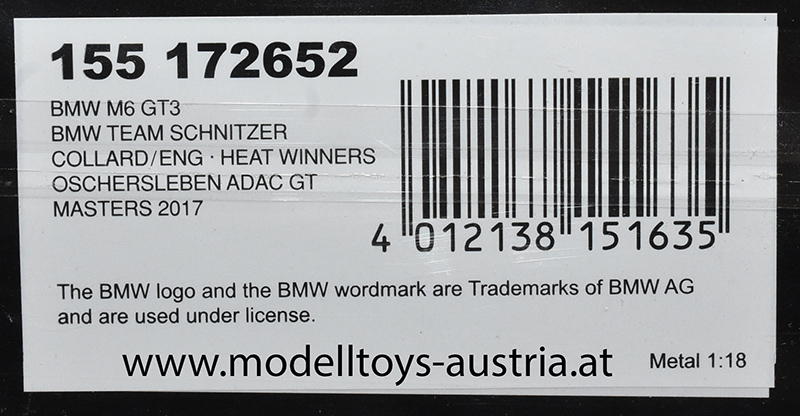 155 172652
BMW M6 GT3
BMW TEAM SCHNITZER
COLLARD/ENG · HEAT WINNERS
OSCHERSLEBEN ADAC GT
MASTERS 2017
4 012138 151635
The BMW logo and the BMW wordmark are Trademarks of BMW AG
and are used under license.
www.modelltoys-austria.at
Metal 1:18